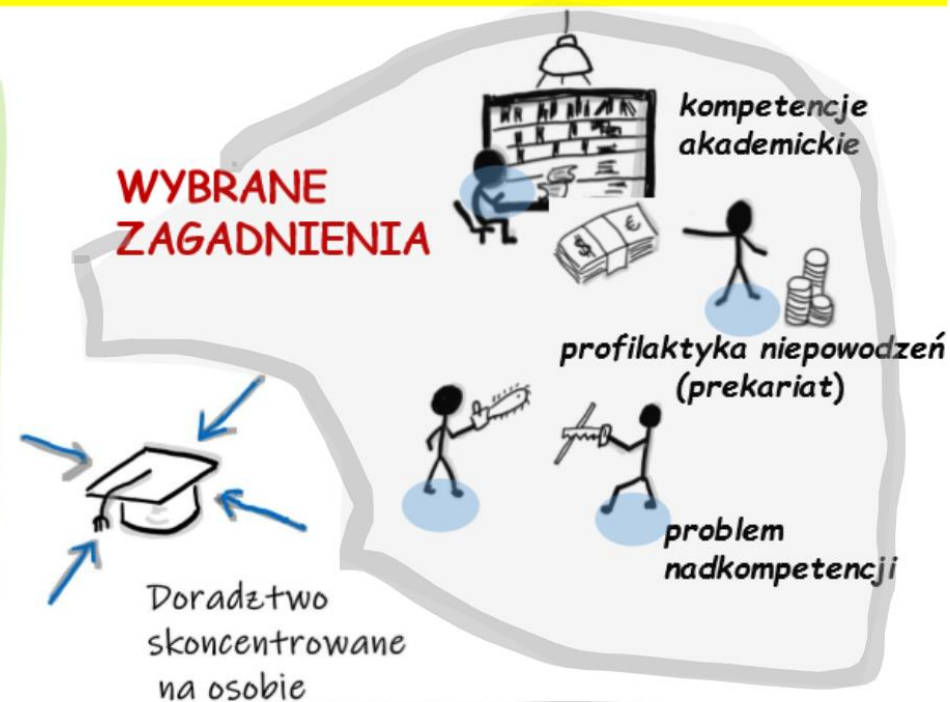 WYBRANE
ZAGADNIENIA
kompetencje
akademickie
$ €
profilaktyka niepowodzeń
(prekariat)
problem
nadkompetencji
Doradztwo
skoncentrowane
na osobie